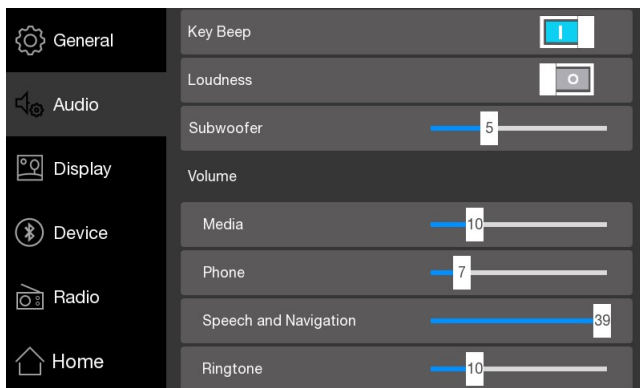 General
Audio
Display
Device
Radio
Home
Key Beep
Loudness
Subwoofer 5
Volume
Media 10
Phone 7
Speech and Navigation 39
Ringtone 10